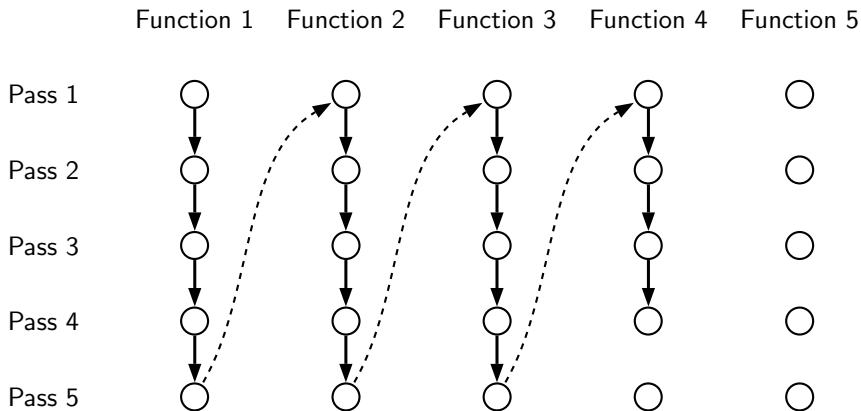 Function 1 Function 2 Function 3 Function 4 Function 5
Pass 1
Pass 2
Pass 3
Pass 4
Pass 5